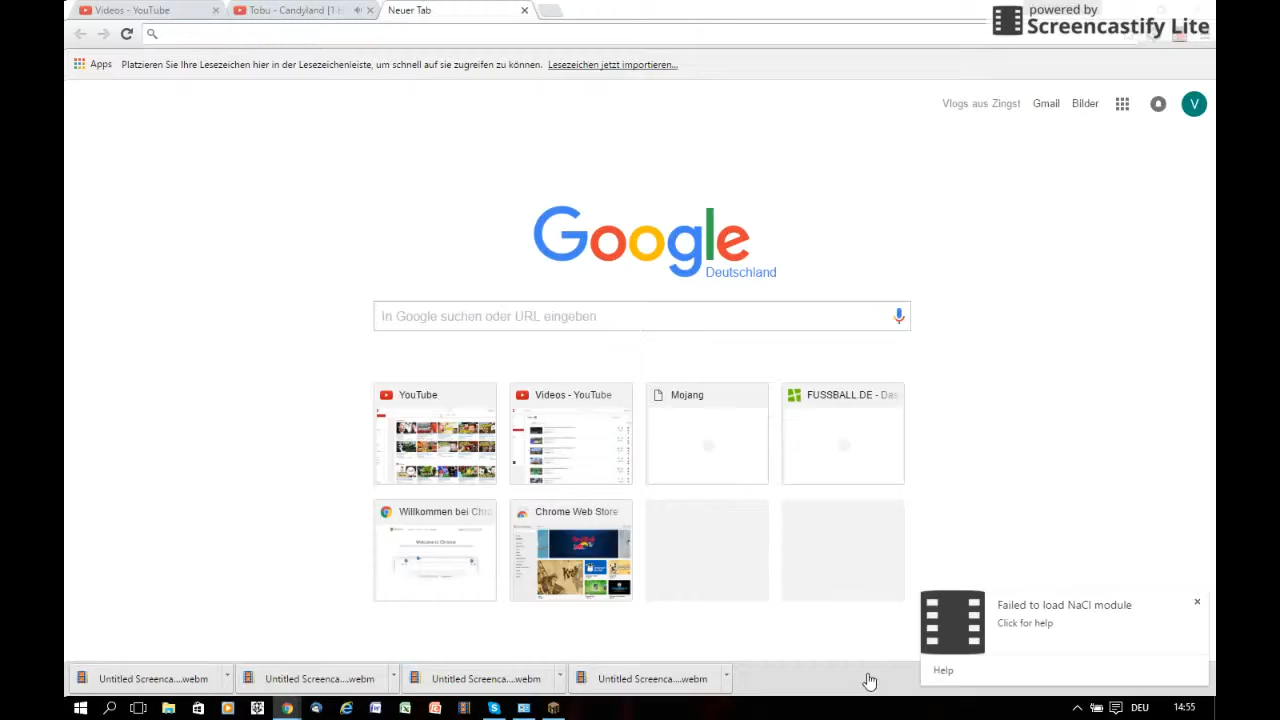 Videos - YouTube
Tobu - Candyland [1
Neuer Tab
powered by
Screencastify Lite
Apps
Platzieren Sie Ihre Lesezeichen hier in der Lesezeichenleiste, um schnell auf sie zugreifen zu können.
Lesezeichen jetzt importieren...
Vlogs aus Zingst
Gmail
Bilder
V
Google
Deutschland
In Google suchen oder URL eingeben
YouTube
Videos - YouTube
Mojang
FUSSBALL.DE - Das
Willkommen bei Chro
Chrome Web Store
Failed to load NaCl module
Click for help
Help
Untitled Screenca....webm
Untitled Screenca....webm
Untitled Screenca....webm
Untitled Screenca....webm
DEU
14:55